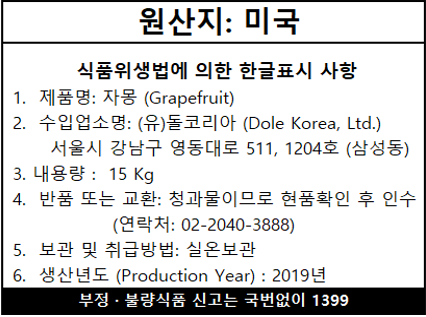 원산지: 미국
식품위생법에 의한 한글표시 사항
1. 제품명: 자몽 (Grapefruit)
2. 수입업소명: (유)돌코리아 (Dole Korea, Ltd.)
서울시 강남구 영동대로 511, 1204호 (삼성동)
3. 내용량 : 15 Kg
4. 반품 또는 교환: 청과물이므로 현품확인 후 인수
(연락처: 02-2040-3888)
5. 보관 및 취급방법: 실온보관
6. 생산년도 (Production Year) : 2019년
부정 · 불량식품 신고는 국번없이 1399